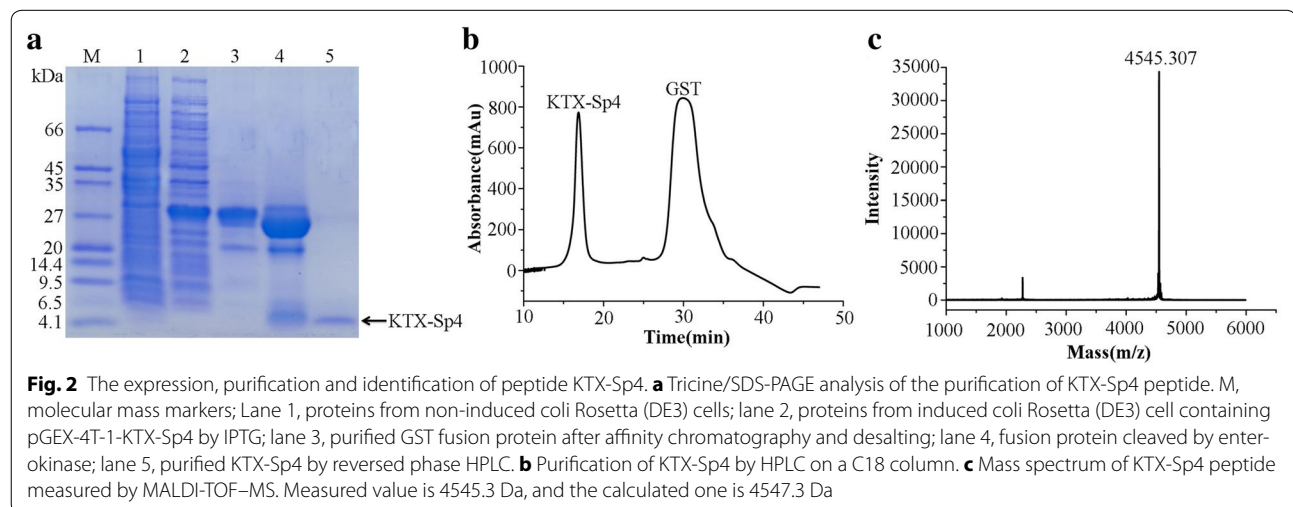 a
M 1 2 3 4 5
kDa
66
45
35
27
20
14.4
9.5
6.5
4.1
KTX-Sp4
b
KTX-Sp4
GST
1000
800
600
400
200
0
Absorbance(mAu)
10 20 30 40 50
Time(min)
c
4545.307
35000
30000
25000
20000
15000
10000
5000
0
Intensity
1000 2000 3000 4000 5000 6000
Mass(m/z)
Fig. 2 The expression, purification and identification of peptide KTX-Sp4. a Tricine/SDS-PAGE analysis of the purification of KTX-Sp4 peptide. M,
molecular mass markers; Lane 1, proteins from non-induced coli Rosetta (DE3) cells; lane 2, proteins from induced coli Rosetta (DE3) cell containing
pGEX-4T-1-KTX-Sp4 by IPTG; lane 3, purified GST fusion protein after affinity chromatography and desalting; lane 4, fusion protein cleaved by enter-
okinase; lane 5, purified KTX-Sp4 by reversed phase HPLC. b Purification of KTX-Sp4 by HPLC on a C18 column. c Mass spectrum of KTX-Sp4 peptide
measured by MALDI-TOF–MS. Measured value is 4545.3 Da, and the calculated one is 4547.3 Da